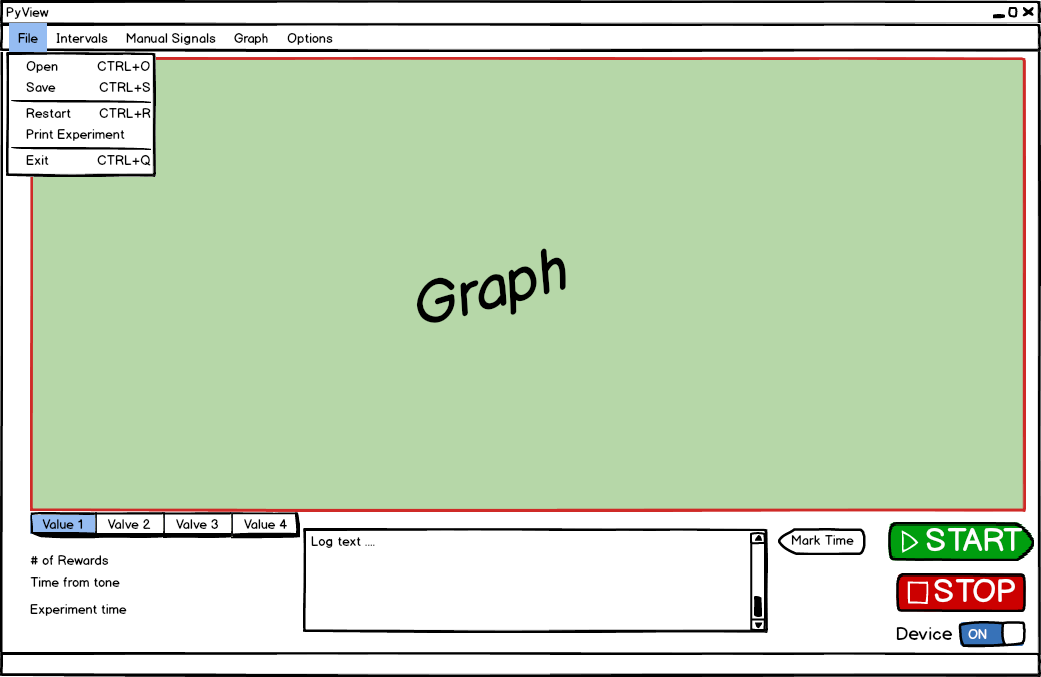 PyView
File Intervals Manual Signals Graph Options
Open CTRL+O
Save CTRL+S
Restart CTRL+R
Print Experiment
Exit CTRL+Q
Graph
Value 1 Valve 2 Valve 3 Value 4
Log text ....
Mark Time
START
# of Rewards
Time from tone
STOP
Experiment time
Device ON